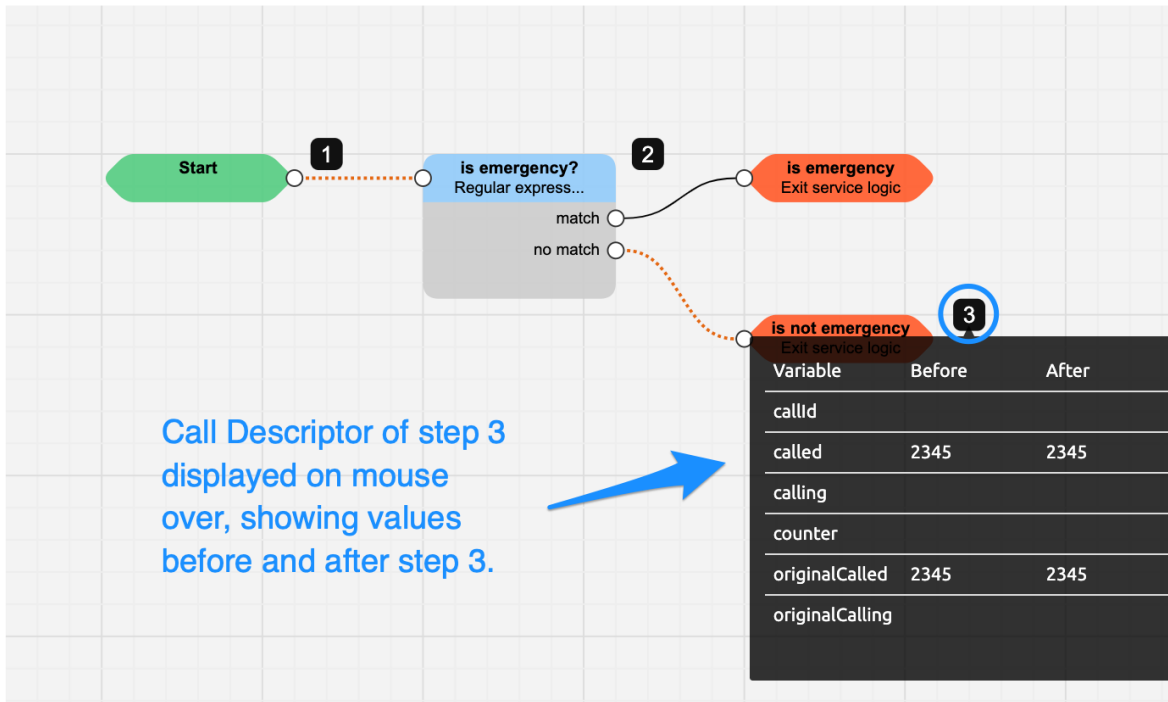 Start
1
is emergency?
Regular express...
match
no match
2
is emergency
Exit service logic
3
is not emergency
Exit service logic
Call Descriptor of step 3
displayed on mouse
over, showing values
before and after step 3.
Variable Before After
callId
called 2345 2345
calling
counter
originalCalled 2345 2345
originalCalling